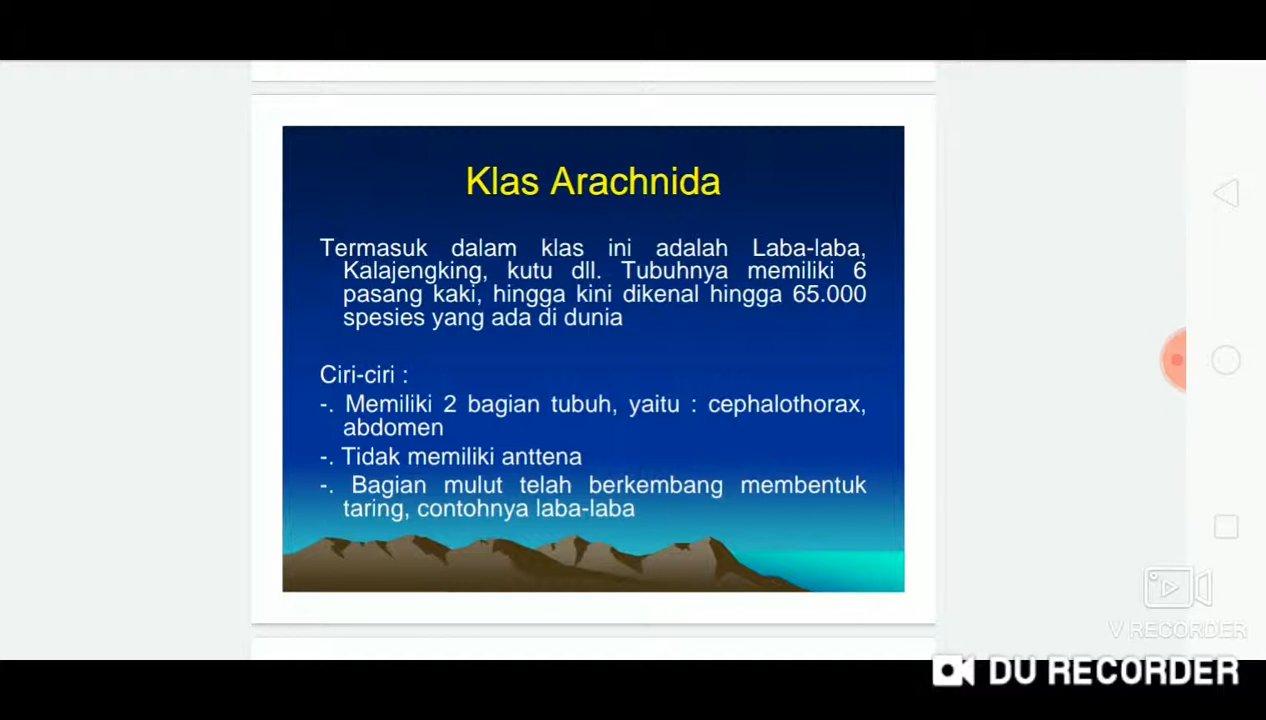 Klas Arachnida
Termasuk dalam klas ini adalah Laba-laba,
Kalajengking, kutu dll. Tubuhnya memiliki 6
pasang kaki, hingga kini dikenal hingga 65.000
spesies yang ada di dunia
Ciri-ciri :
-. Memiliki 2 bagian tubuh, yaitu : cephalothorax,
abdomen
-. Tidak memiliki anttena
-. Bagian mulut telah berkembang membentuk
taring, contohnya laba-laba
V RECORDER
DU RECORDER